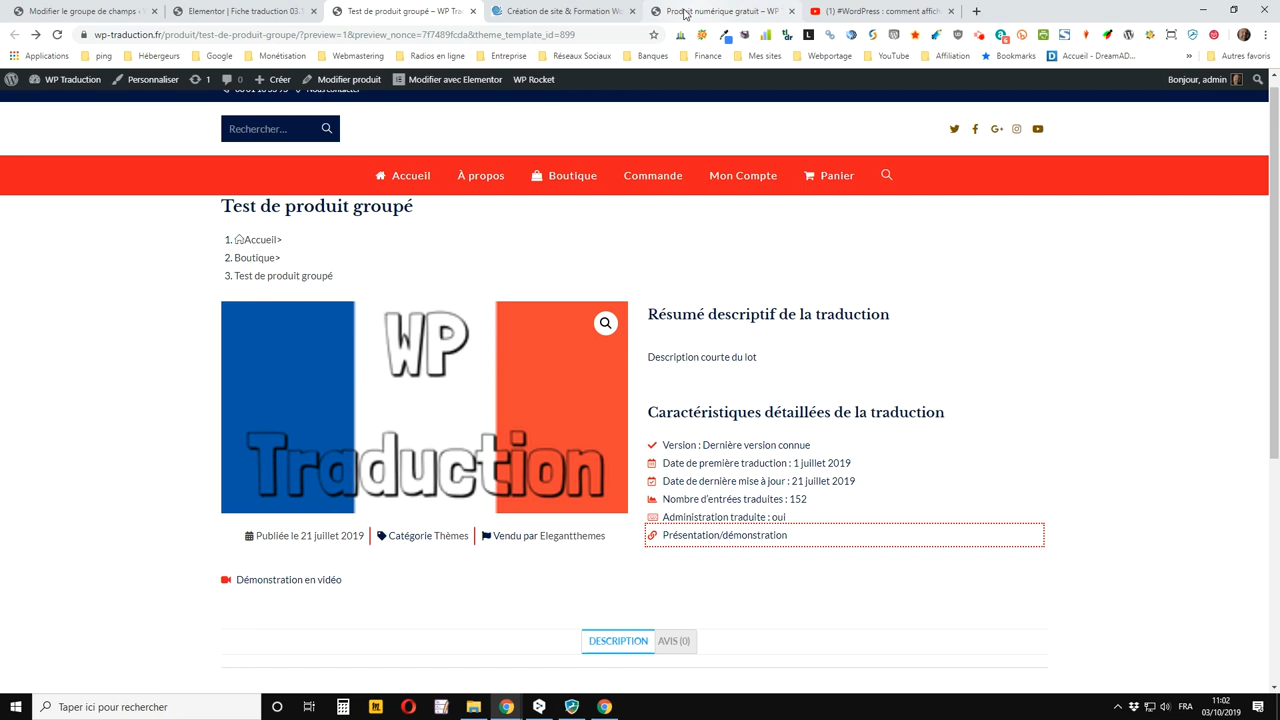 Modifier le groupe de champs ‹ W
Elementor | Fiche traduction 03.1
Test de produit groupé – WP Tra
Création de site & Formation Wo
Produit numérique gratuit – WP
(1) #WordPress : comment affich
wp-traduction.fr/produit/test-de-produit-groupe/?preview=1&preview_nonce=7f7489fcda&theme_template_id=899
Applications
ping
Hébergeurs
Google
Monétisation
Webmastering
Radios en ligne
Entreprise
Réseaux Sociaux
Banques
Finance
Mes sites
Webportage
YouTube
Affiliation
Bookmarks
Accueil - DreamAD...
»
Autres favoris
WP Traduction
Personnaliser
1
0
Créer
Modifier produit
Modifier avec Elementor
WP Rocket
Bonjour, admin
Rechercher...
Accueil
À propos
Boutique
Commande
Mon Compte
Panier
Test de produit groupé
1. Accueil>
2. Boutique>
3. Test de produit groupé
WP
Traduction
Résumé descriptif de la traduction
Description courte du lot
Caractéristiques détaillées de la traduction
Version : Dernière version connue
Date de première traduction : 1 juillet 2019
Date de dernière mise à jour : 21 juillet 2019
Nombre d'entrées traduites : 152
Administration traduite : oui
Présentation/démonstration
Publiée le 21 juillet 2019
Catégorie Thèmes
Vendu par Elegantthemes
Démonstration en vidéo
DESCRIPTION
AVIS (0)
Taper ici pour rechercher
FRA
11:02
03/10/2019